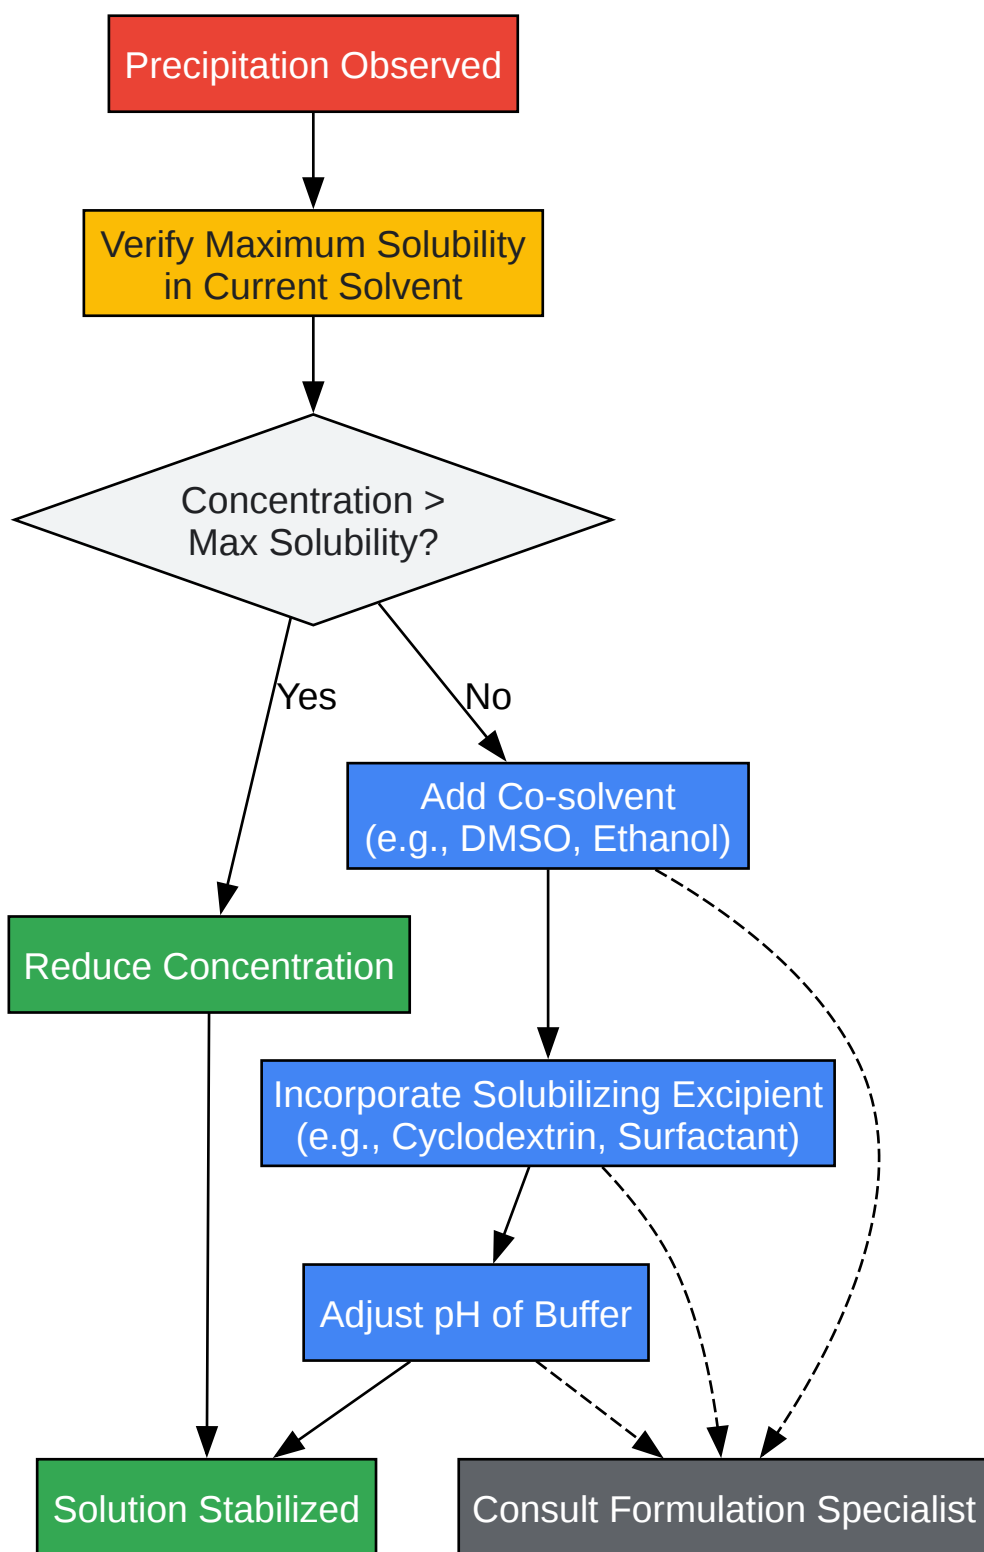 Precipitation Observed
Verify Maximum Solubility
in Current Solvent
Concentration >
Max Solubility?
Yes
No
Add Co-solvent
(e.g., DMSO, Ethanol)
Reduce Concentration
Incorporate Solubilizing Excipient
(e.g., Cyclodextrin, Surfactant)
Adjust pH of Buffer
Solution Stabilized
Consult Formulation Specialist